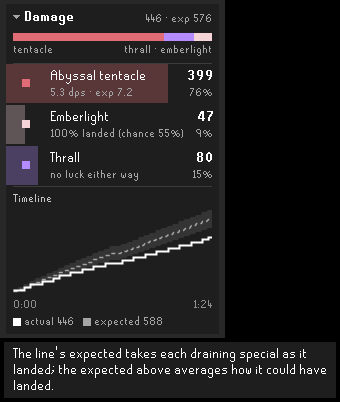 Damage 446 · exp 576
tentacle thrall · emberlight
Abyssal tentacle 399
5.3 dps · exp 7.2 76%
Emberlight 47
100% landed (chance 55%) 9%
Thrall 80
no luck either way 15%
Timeline
0:00 1:24
actual 446 expected 588
The line's expected takes each draining special as it
landed; the expected above averages how it could have
landed.